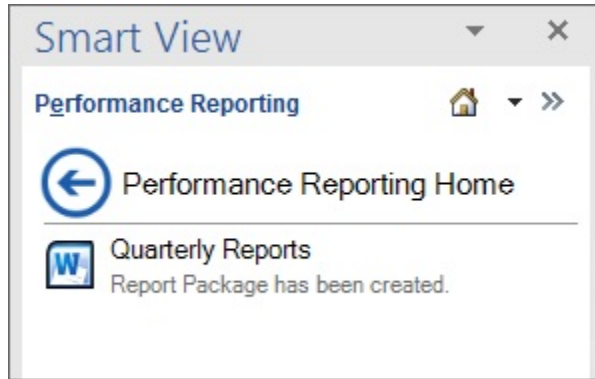 Smart View
Performance Reporting
Performance Reporting Home
W
Quarterly Reports
Report Package has been created.